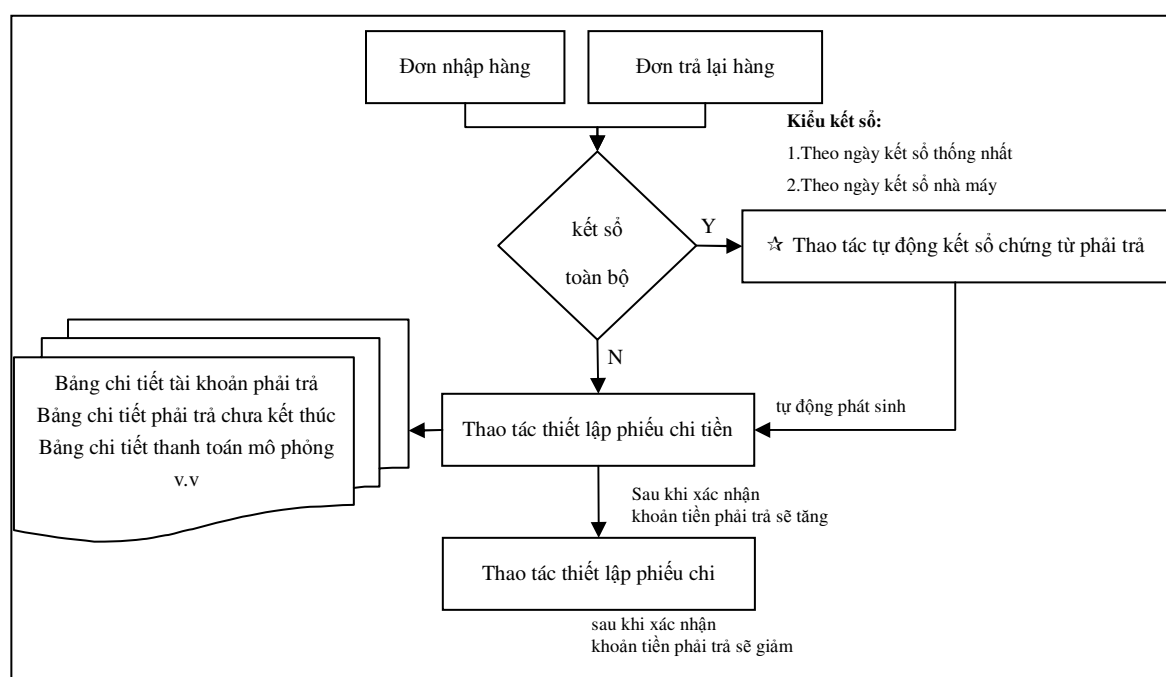 Đơn nhập hàng
Đơn trả lại hàng
Kiểu kết sổ:
1.Theo ngày kết sổ thống nhất
2.Theo ngày kết sổ nhà máy
kết sổ
toàn bộ
Y
☆ Thao tác tự động kết sổ chứng từ phải trả
N
Bảng chi tiết tài khoản phải trả
Bảng chi tiết phải trả chưa kết thúc
Bảng chi tiết thanh toán mô phỏng
v.v
Thao tác thiết lập phiếu chi tiền
tự động phát sinh
Sau khi xác nhận
khoản tiền phải trả sẽ tăng
Thao tác thiết lập phiếu chi
sau khi xác nhận
khoản tiền phải trả sẽ giảm